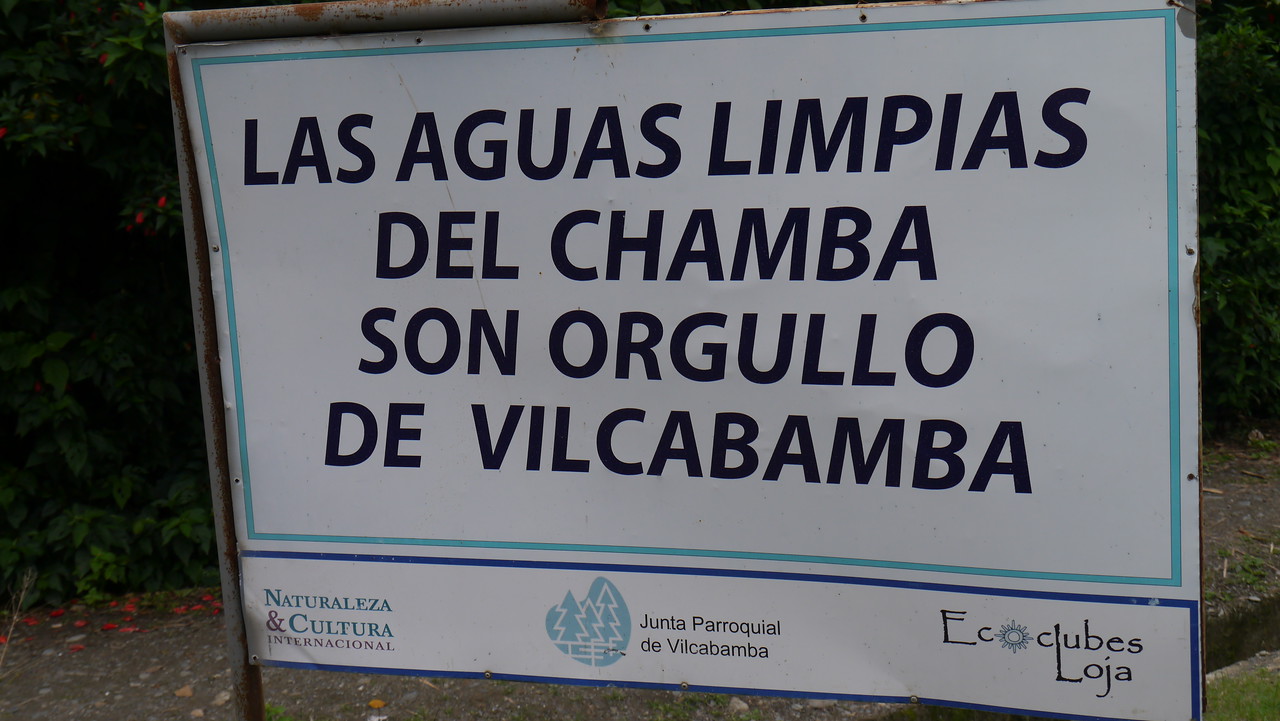 LAS AGUAS LIMPIAS
DEL CHAMBA
SON ORGULLO
DE VILCABAMBA
NATURALEZA
& CULTURA
INTERNACIONAL
Junta Parroquial
de Vilcabamba
Ecoclubes
Loja